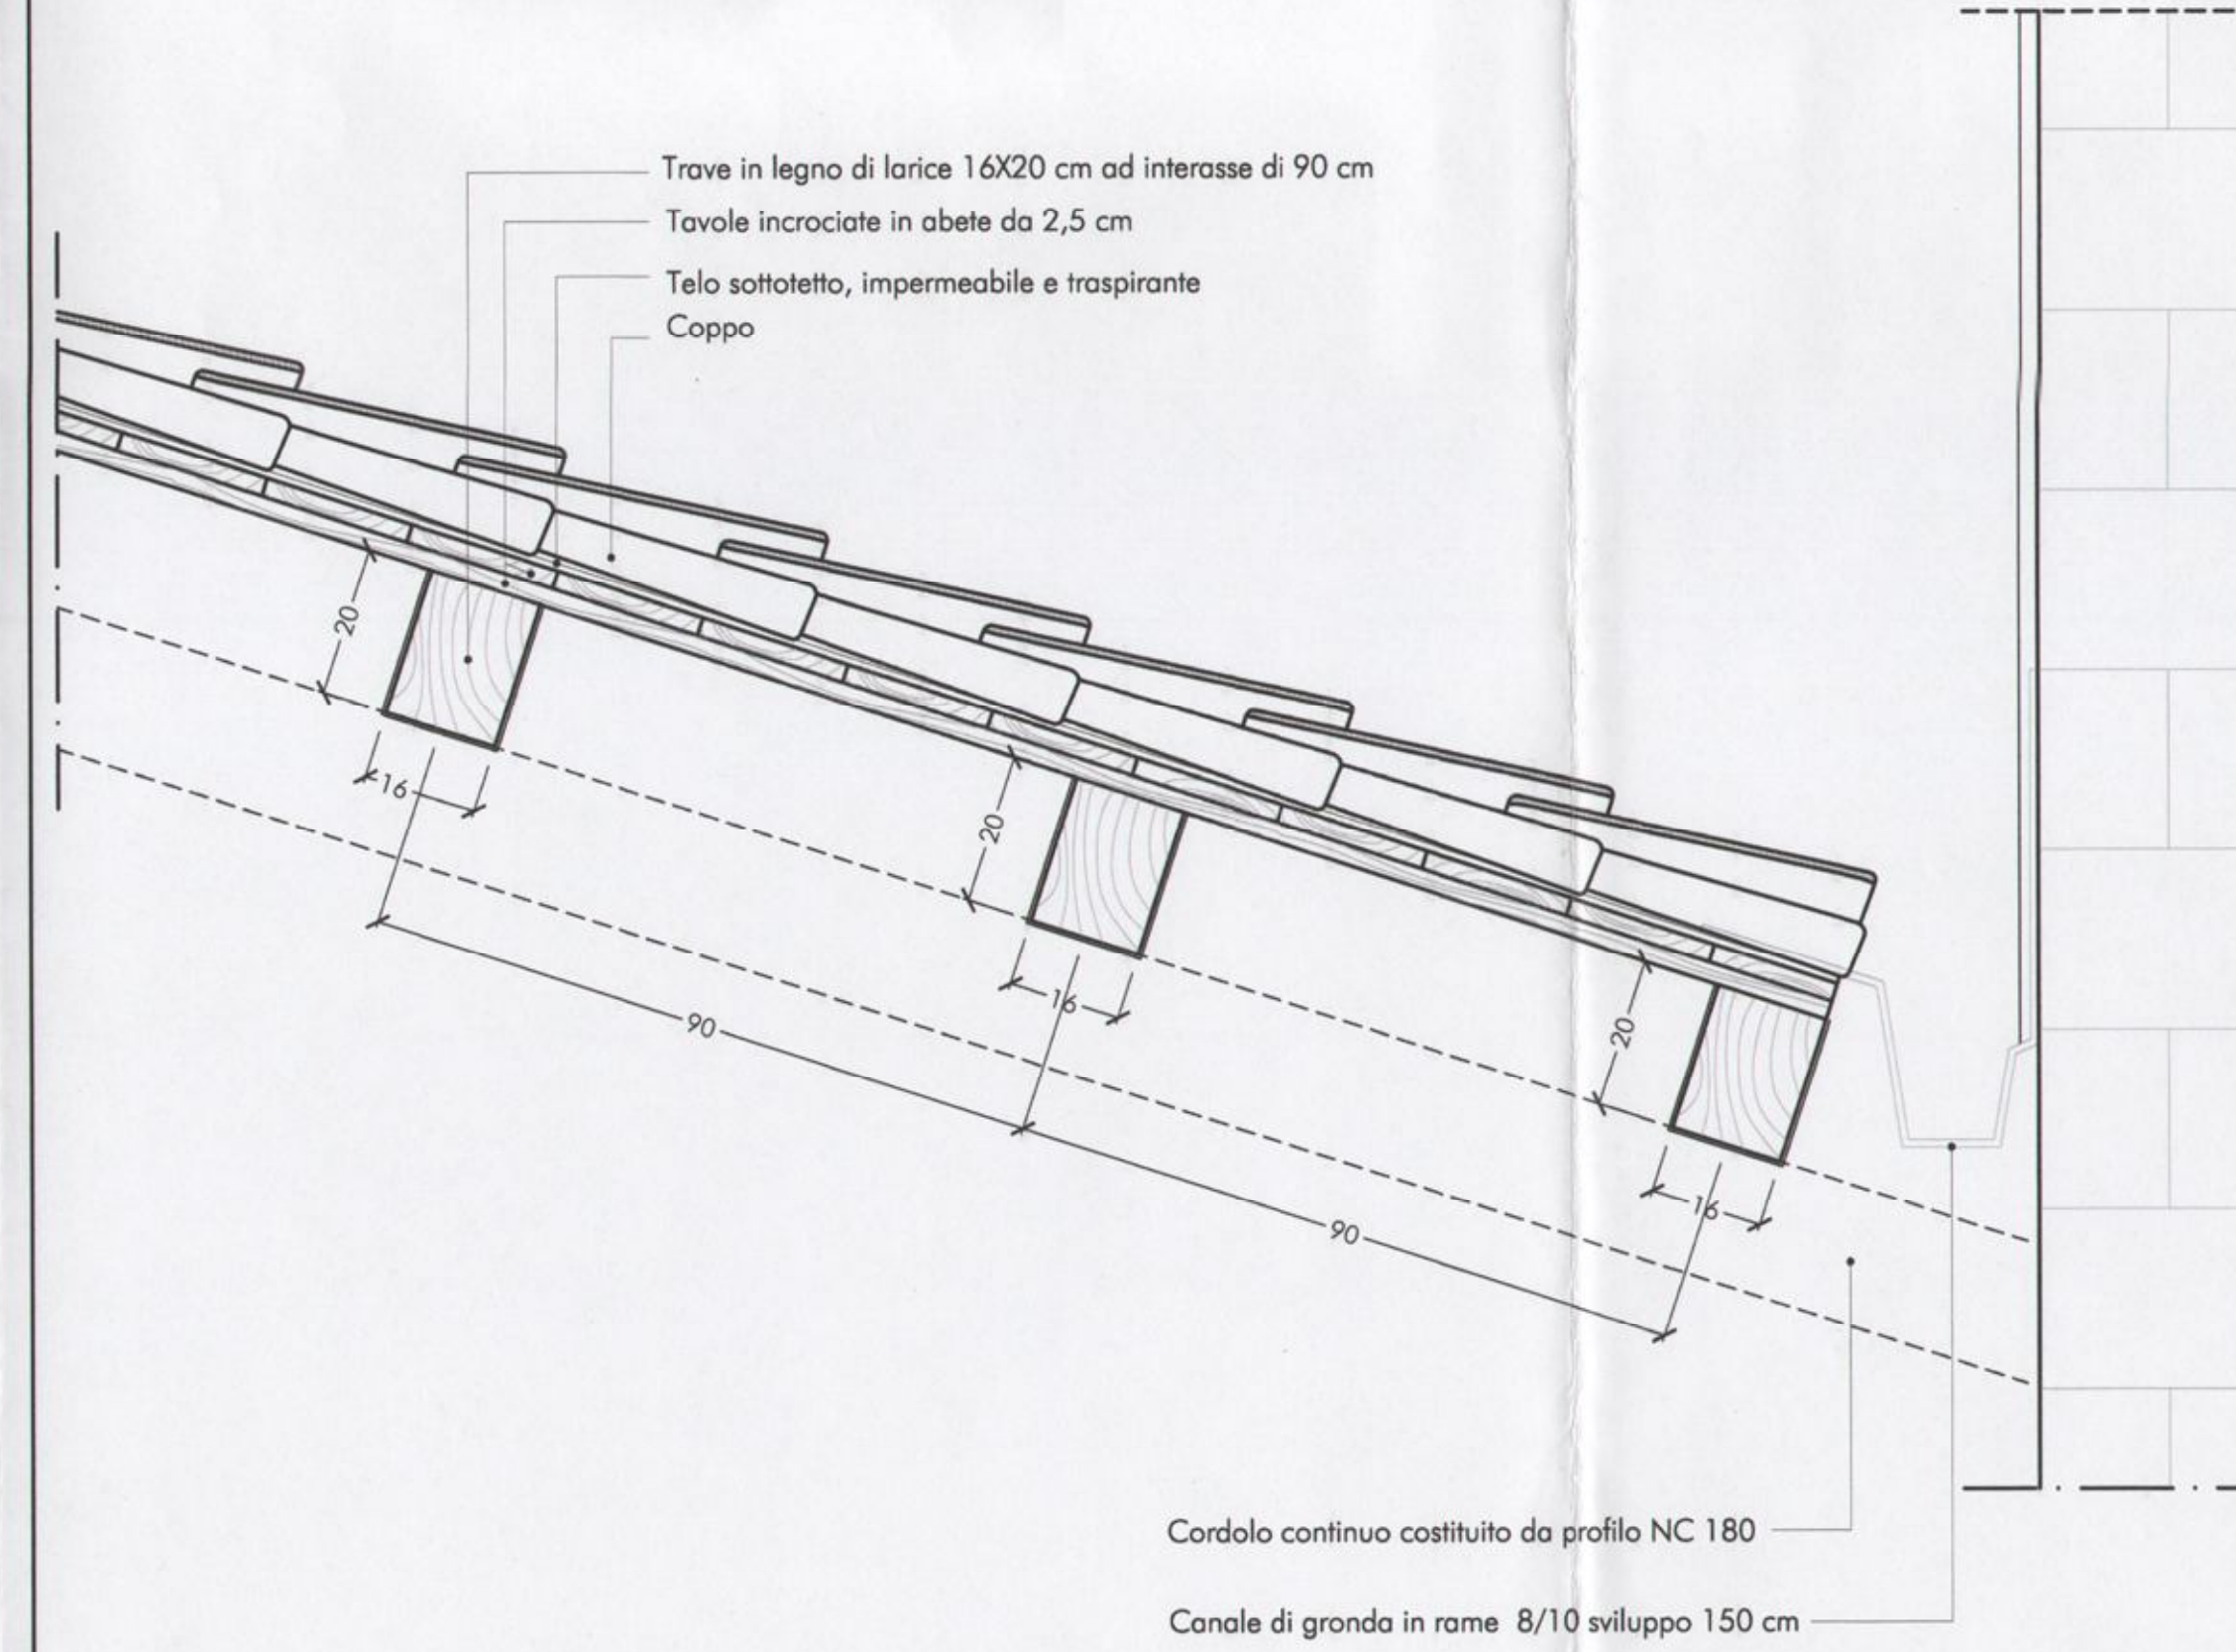 Trave in legno di larice 16X20 cm ad interasse di 90 cm
Tavole incrociate in abete da 2,5 cm
Telo sottotetto, impermeabile e traspirante
Coppo
20
16
90
20
16
90
20
16
Cordolo continuo costituito da profilo NC 180
Canale di gronda in rame 8/10 sviluppo 150 cm